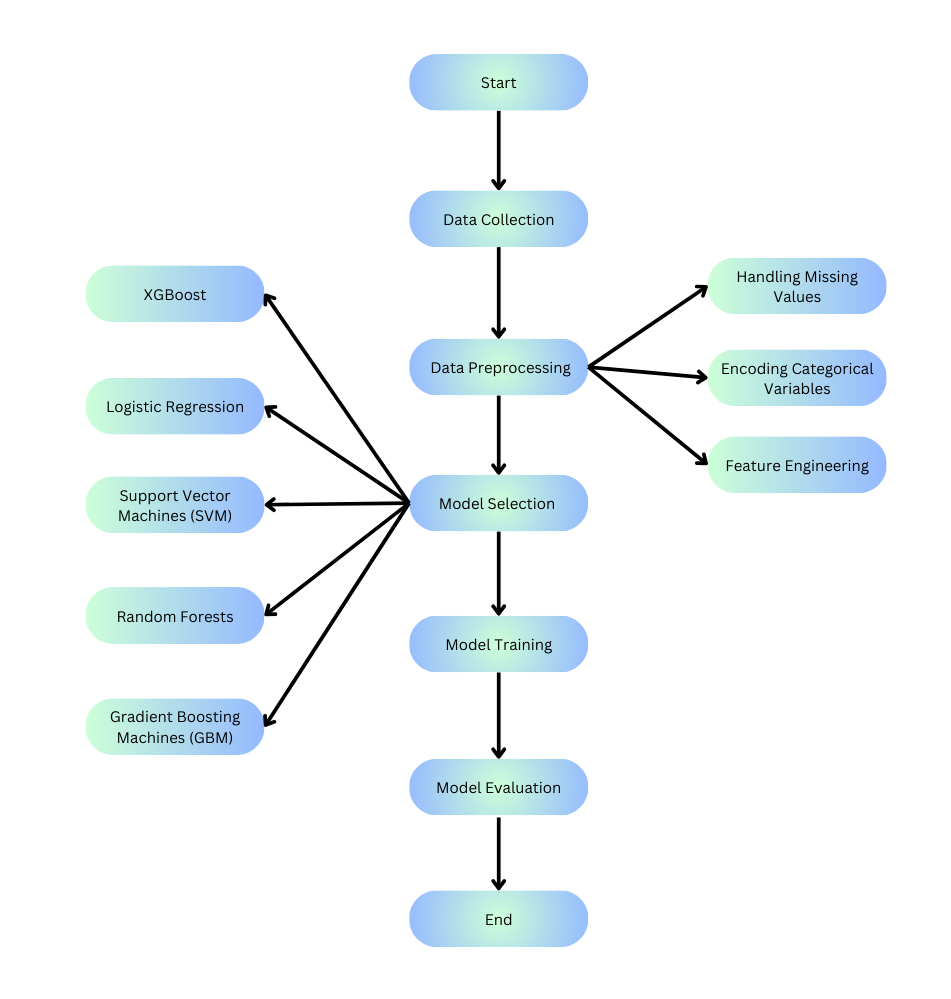 Start
Data Collection
Data Preprocessing
Handling Missing
Values
Encoding Categorical
Variables
Feature Engineering
Model Selection
XGBoost
Logistic Regression
Support Vector
Machines (SVM)
Random Forests
Gradient Boosting
Machines (GBM)
Model Training
Model Evaluation
End